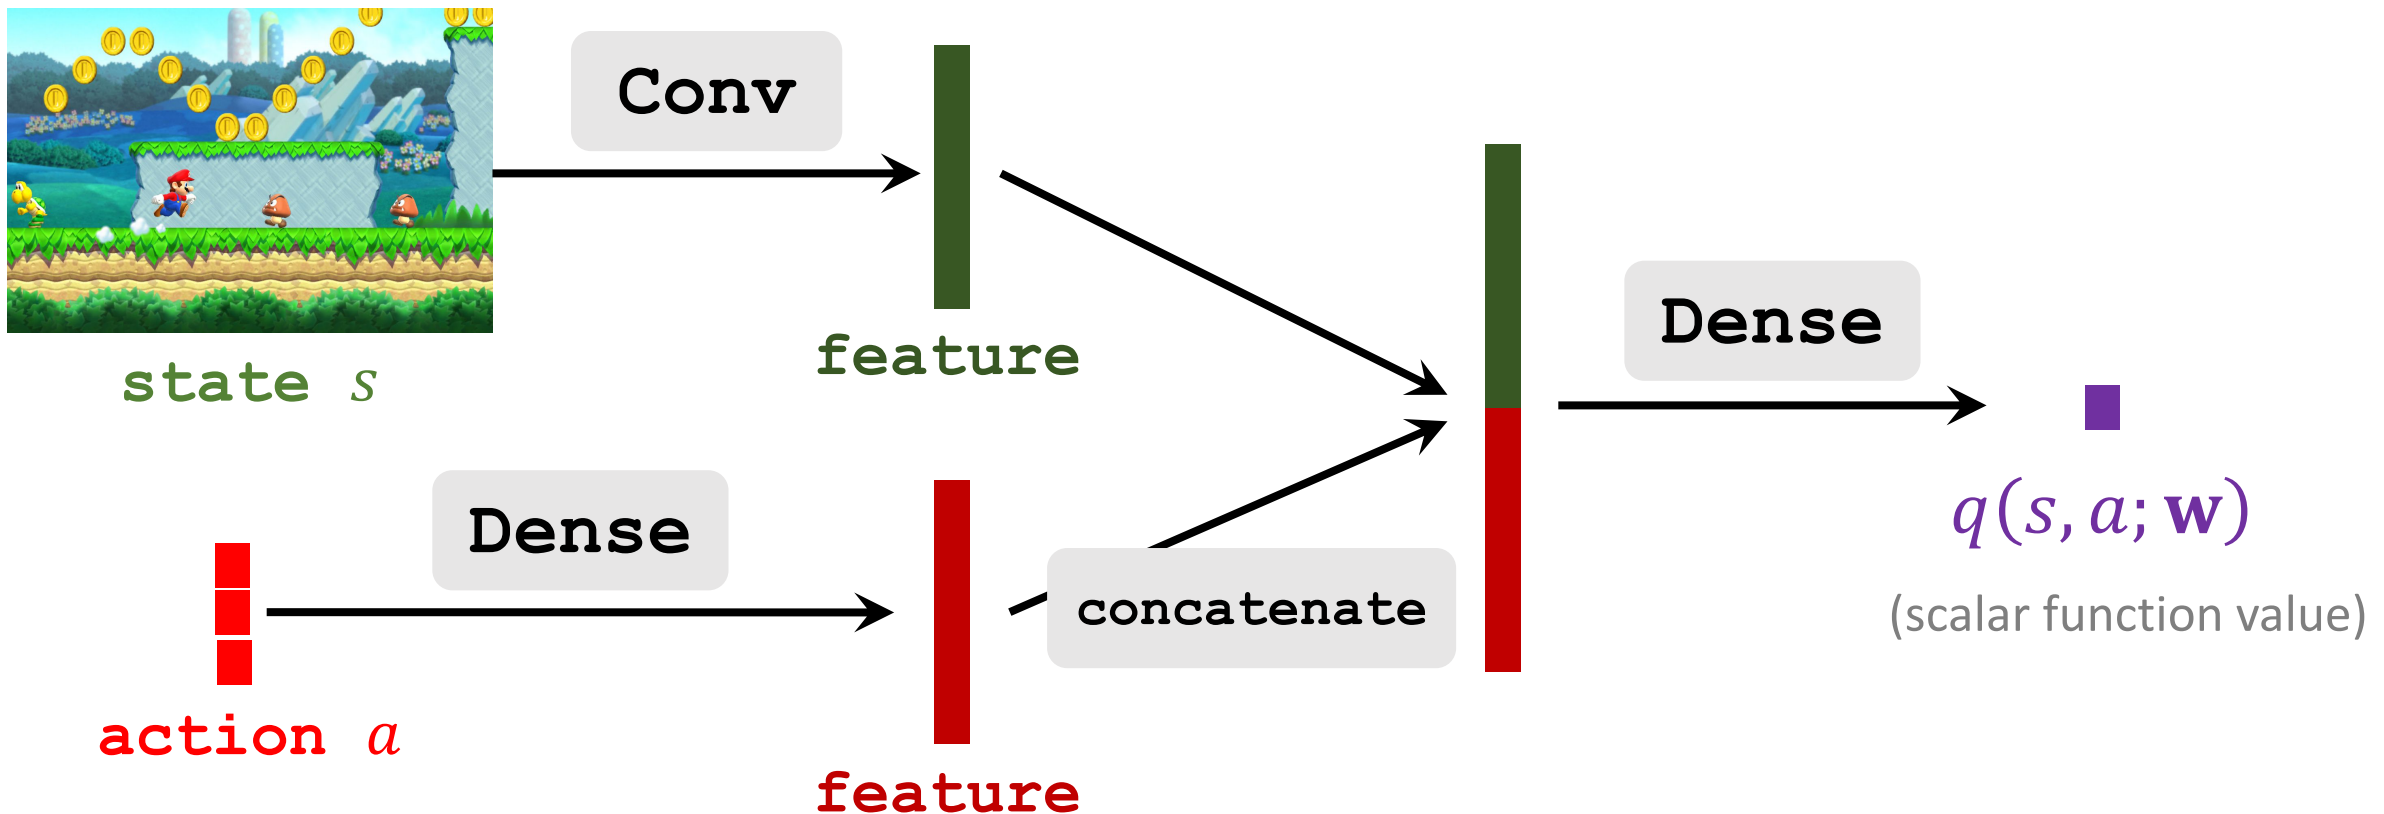 Conv
feature
state s
Dense
action a
feature
concatenate
Dense
q(s, a; w)
(scalar function value)